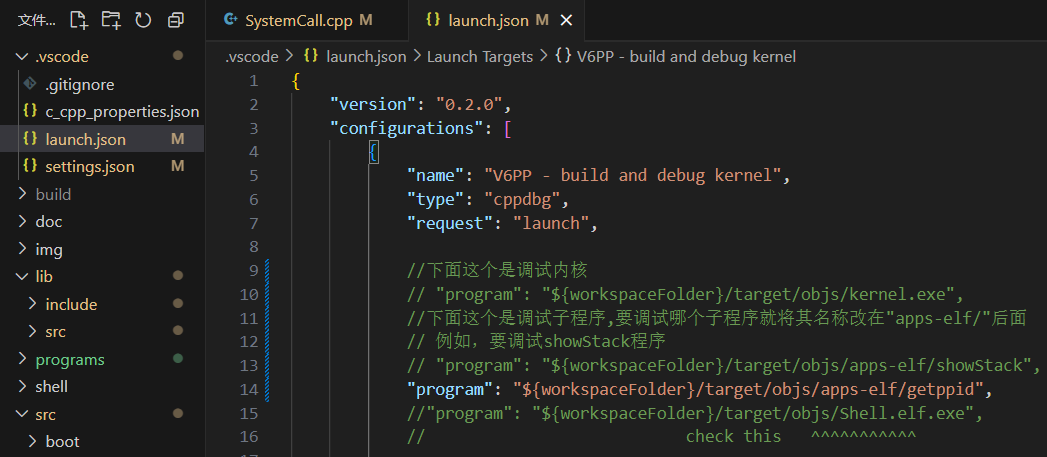 文件...
.vscode
.gitignore
c_cpp_properties.json
launch.json M
settings.json M
build
doc
img
lib
include
src
programs
shell
src
boot
SystemCall.cpp M
launch.json M
.vscode > {} launch.json > Launch Targets > {} V6PP - build and debug kernel
1 {
2 "version": "0.2.0",
3 "configurations": [
4 {
5 "name": "V6PP - build and debug kernel",
6 "type": "cppdbg",
7 "request": "launch",
8
9 //下面这个是调试内核
10 // "program": "${workspaceFolder}/target/objs/kernel.exe",
11 //下面这个是调试子程序,要调试哪个子程序就将其名称改在"apps-elf/"后面
12 // 例如，要调试showStack程序
13 // "program": "${workspaceFolder}/target/objs/apps-elf/showStack",
14 "program": "${workspaceFolder}/target/objs/apps-elf/getppid",
15 //"program": "${workspaceFolder}/target/objs/Shell.elf.exe",
16 // check this ^^^^^^^^^^^